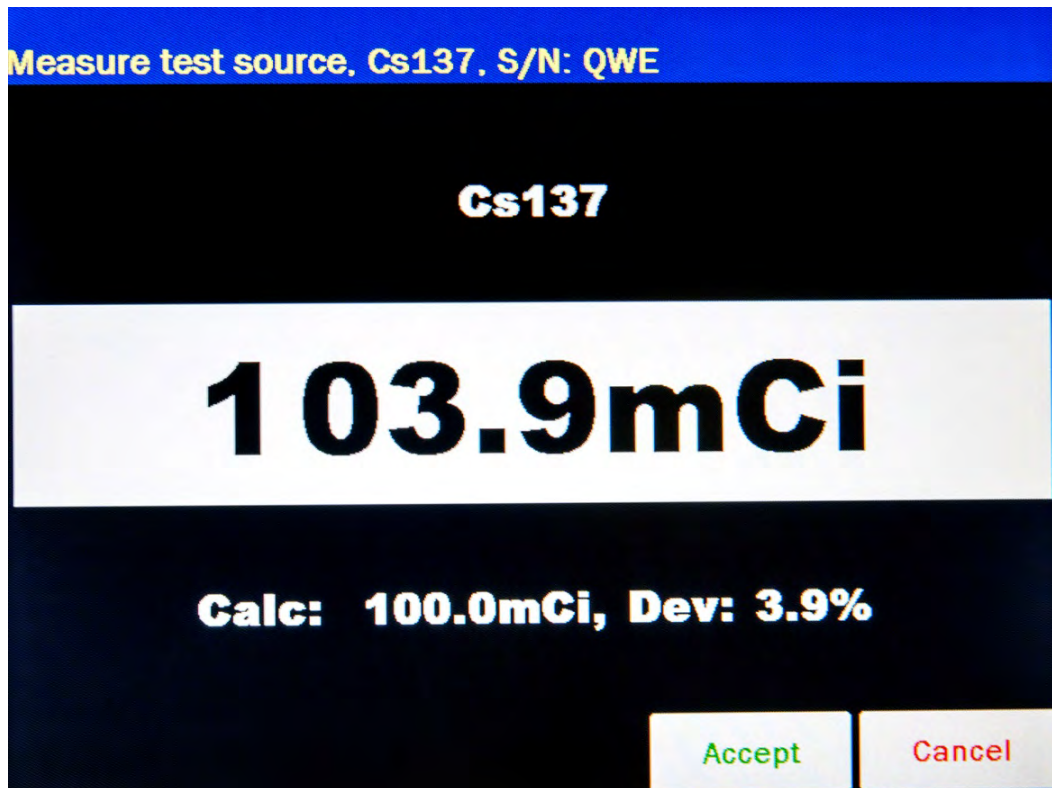 Measure test source, Cs137, S/N: QWE
Cs137
103.9mCi
Calc: 100.0mCi, Dev: 3.9%
Accept Cancel